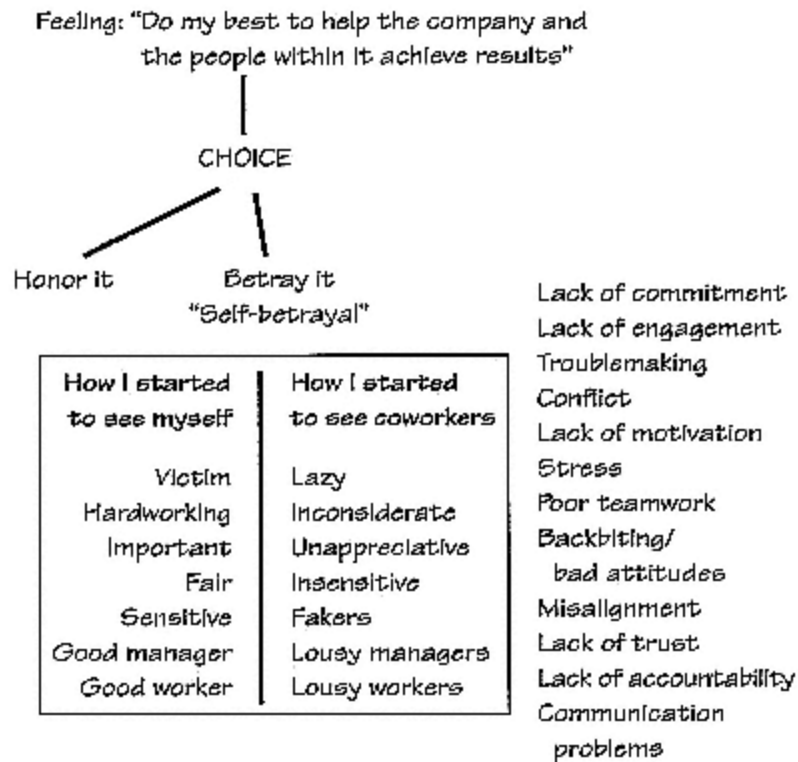 Feeling: "Do my best to help the company and
the people within it achieve results"
CHOICE
Honor it
Betray it
"Self-betrayal"
How I started
to see myself
Victim
Hardworking
Important
Fair
Sensitive
Good manager
Good worker
How I started
to see coworkers
Lazy
Inconsiderate
Unappreciative
Insensitive
Fakers
Lousy managers
Lousy workers
Lack of commitment
Lack of engagement
Troublemaking
Conflict
Lack of motivation
Stress
Poor teamwork
Backbiting/
bad attitudes
Misalignment
Lack of trust
Lack of accountability
Communication
problems